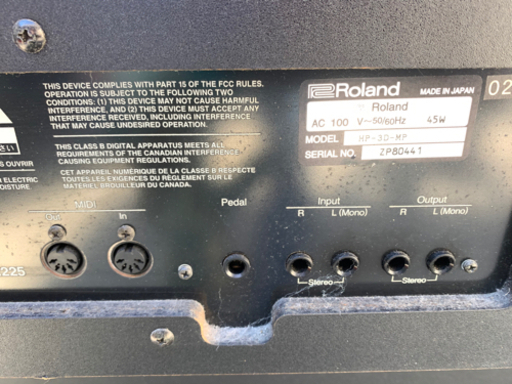 THIS DEVICE COMPLIES WITH PART 15 OF THE FCC RULES.
OPERATION IS SUBJECT TO THE FOLLOWING TWO
CONDITIONS: (1) THIS DEVICE MAY NOT CAUSE HARMFUL
INTERFERENCE, AND (2) THIS DEVICE MUST ACCEPT ANY
INTERFERENCE RECEIVED, INCLUDING INTERFERENCE
THAT MAY CAUSE UNDESIRED OPERATION.
THIS CLASS B DIGITAL APPARATUS MEETS ALL
REQUIREMENTS OF THE CANADIAN INTERFERENCE-
CAUSING EQUIPMENT REGULATIONS.
CET APPAREIL NUMÉRIQUE DE LA CLASSE B RESPECTE
TOUTES LES EXIGENCES DU RÈGLEMENT SUR LE
MATÉRIEL BROUILLEUR DU CANADA.
Roland MADE IN JAPAN
Roland
AC 100 V~50/60Hz 45W
MODEL HP-3D-MP
SERIAL NO. ZP80441
02
S OUVRIR
ELECTRIC
OISTURE.
MIDI
Out In
Pedal
Input
R L (Mono)
Stereo
Output
R L (Mono)
Stereo
225